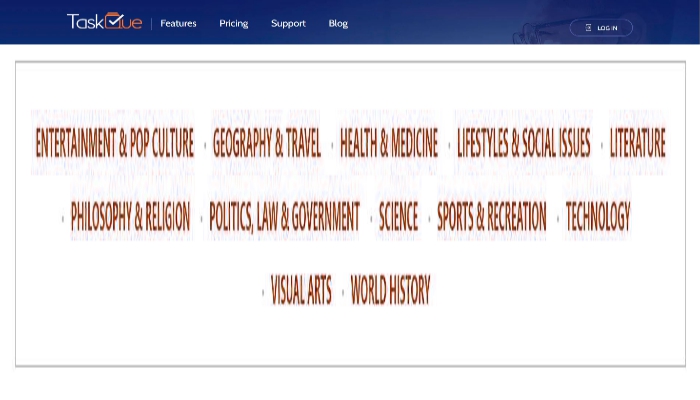 TaskQue Features Pricing Support Blog LOG IN
ENTERTAINMENT & POP CULTURE · GEOGRAPHY & TRAVEL · HEALTH & MEDICINE · LIFESTYLES & SOCIAL ISSUES · LITERATURE
· PHILOSOPHY & RELIGION · POLITICS, LAW & GOVERNMENT · SCIENCE · SPORTS & RECREATION · TECHNOLOGY
· VISUAL ARTS · WORLD HISTORY